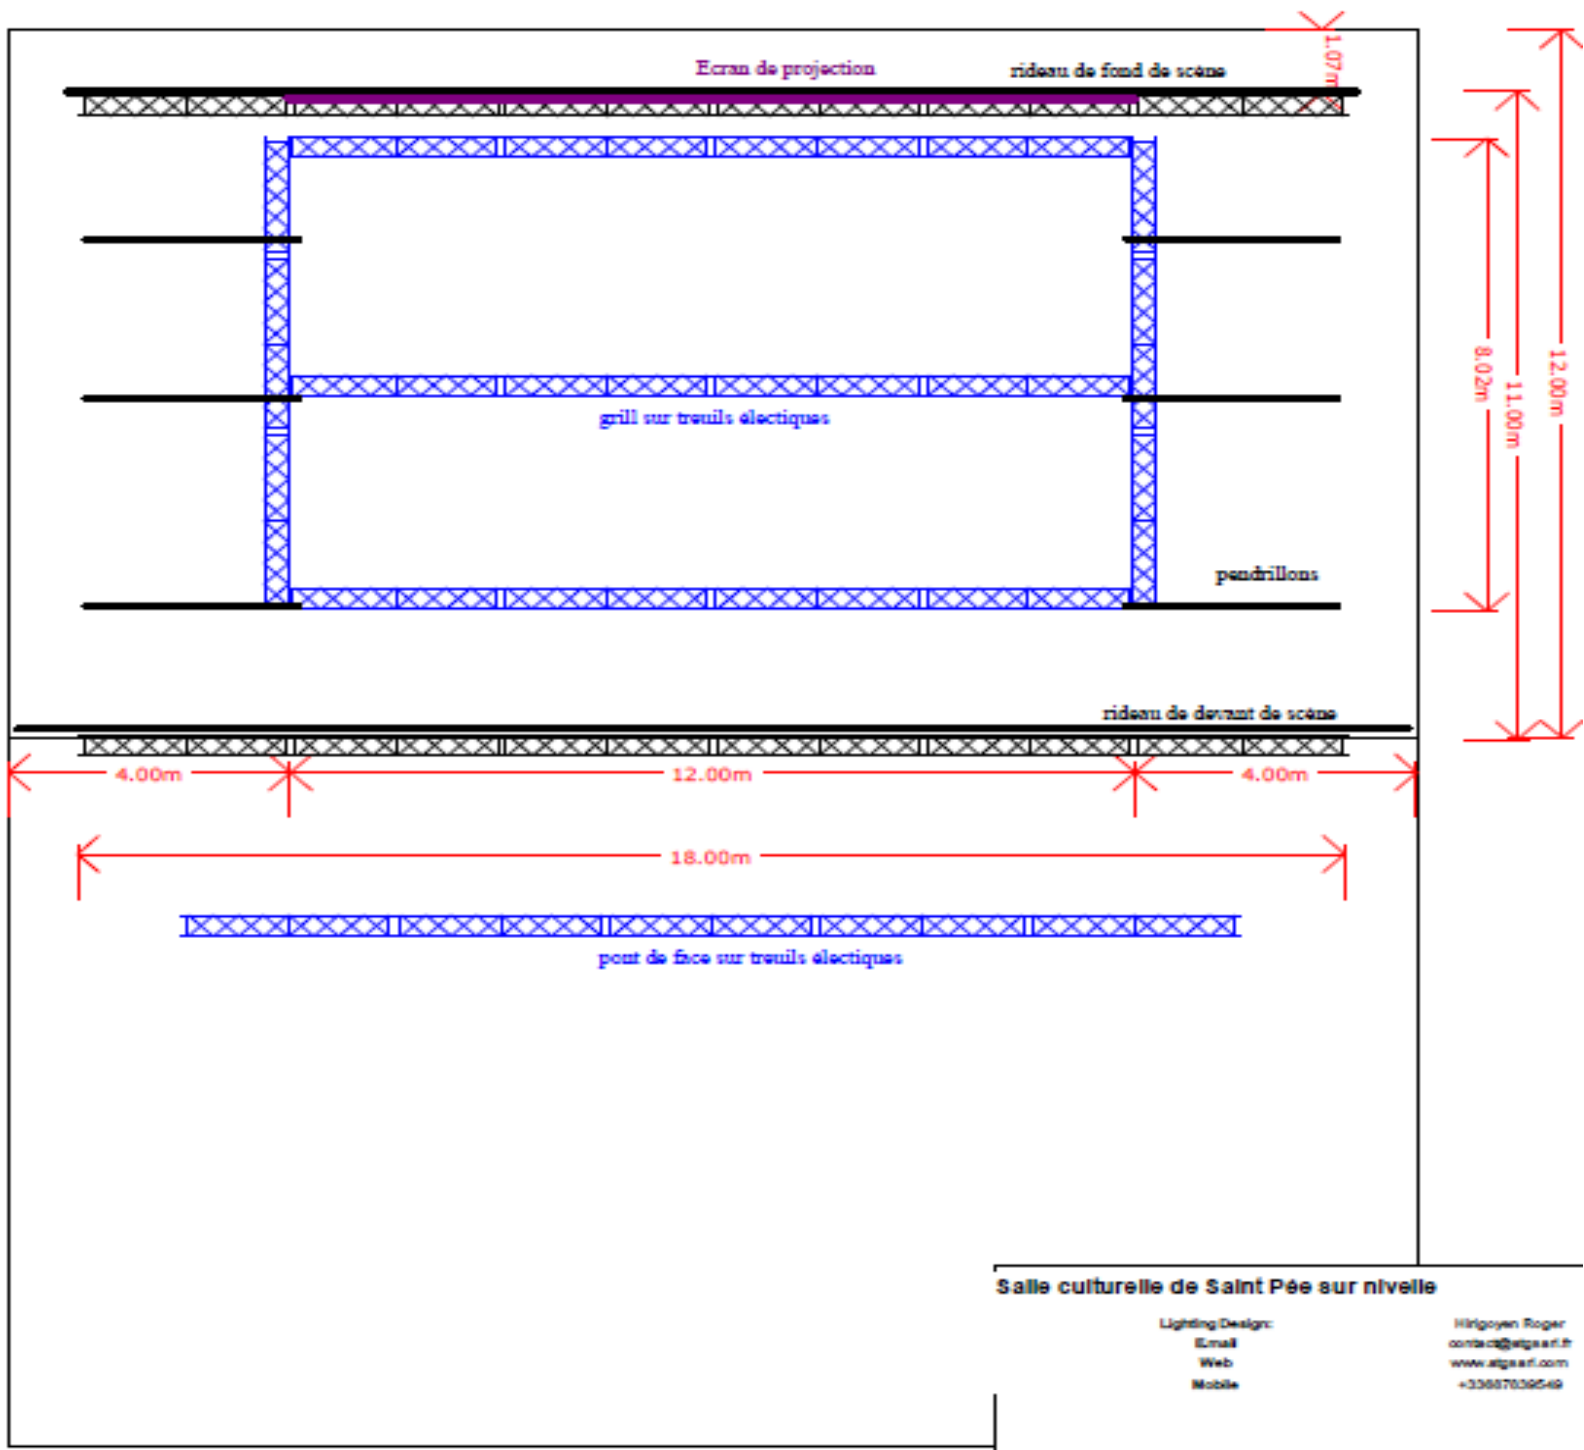 Ecran de projection
rideau de fond de scène
1.07m
grill sur treuils électiques
8.02m
11.00m
12.00m
pendrillons
rideau de devant de scène
4.00m
12.00m
4.00m
18.00m
pont de face sur treuils électiques
Salle culturelle de Saint Pée sur nivelle
Lighting Design: Hirigoyen Roger
Email contact@atgsarl.fr
Web www.atgsarl.com
Mobile